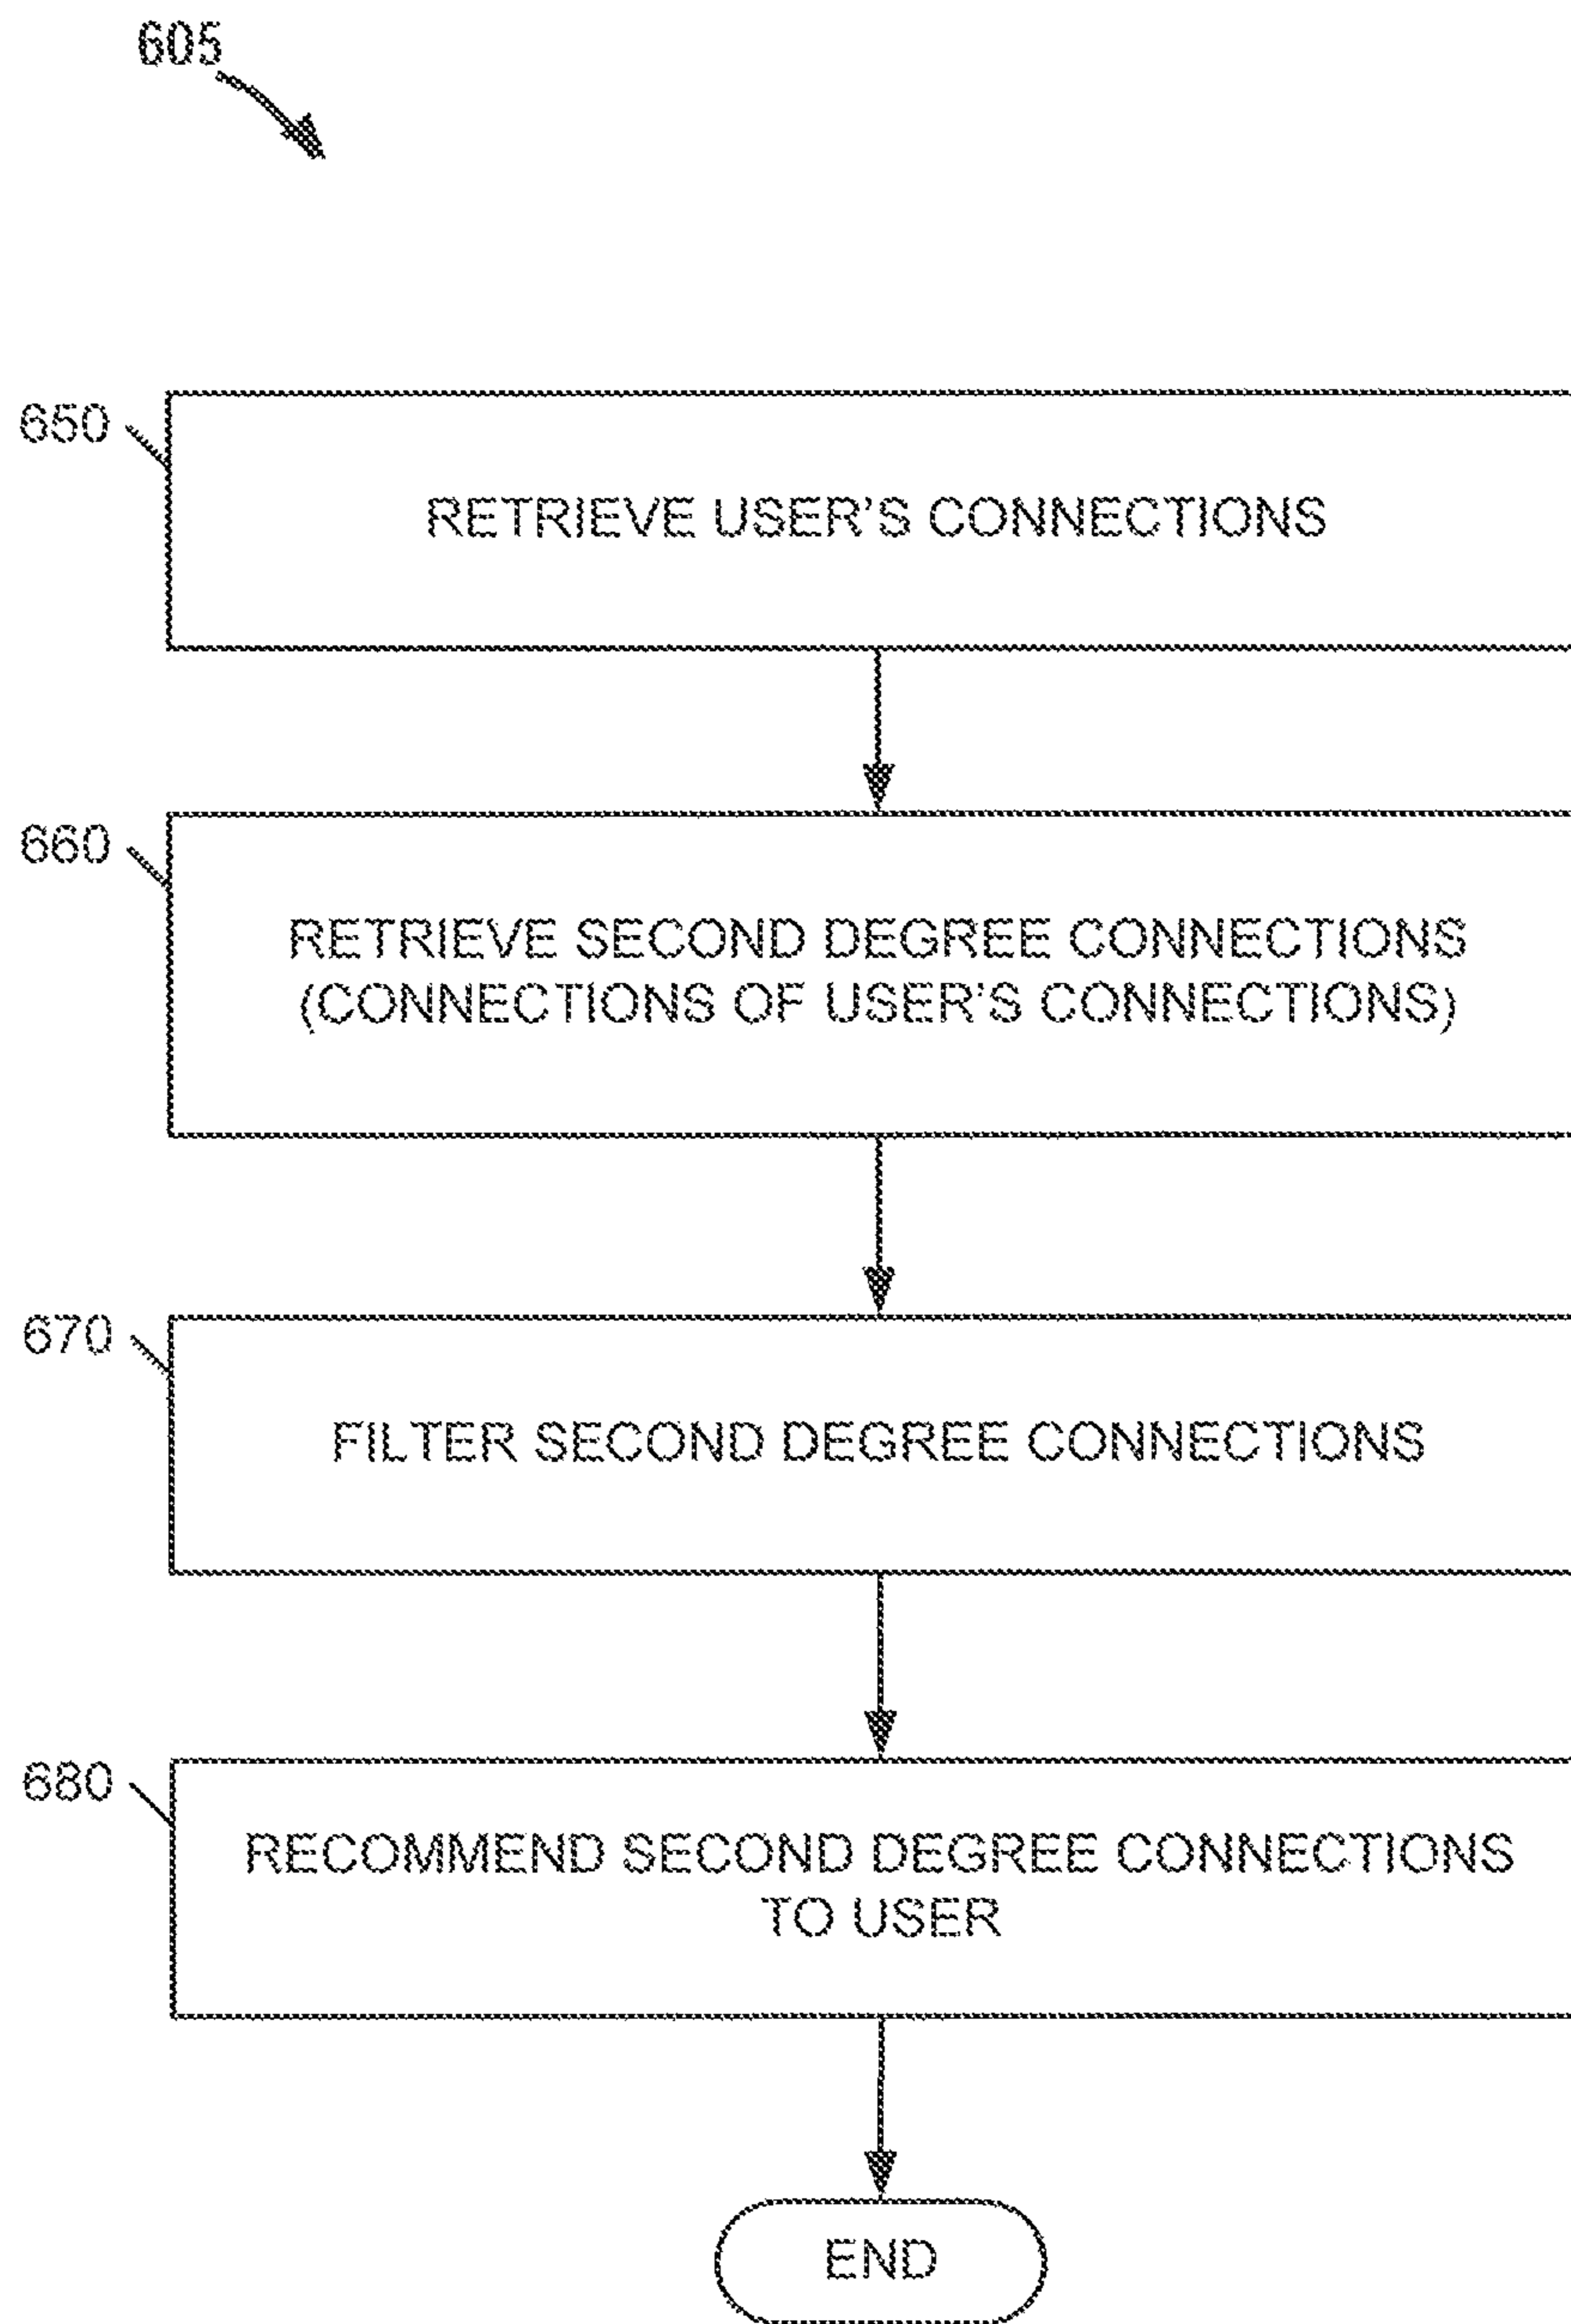 605
650
RETRIEVE USER'S CONNECTIONS
660
RETRIEVE SECOND DEGREE CONNECTIONS
(CONNECTIONS OF USER'S CONNECTIONS)
670
FILTER SECOND DEGREE CONNECTIONS
680
RECOMMEND SECOND DEGREE CONNECTIONS
TO USER
END